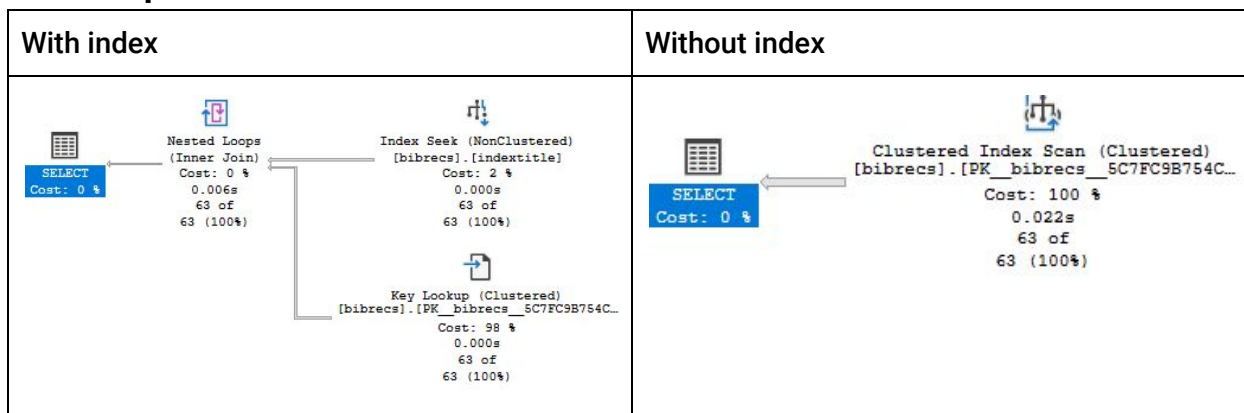 With index
Without index
SELECT
Cost: 0 %
Nested Loops
(Inner Join)
Cost: 0 %
0.006s
63 of
63 (100%)
Index Seek (NonClustered)
[bibrecs].[indextitle]
Cost: 2 %
0.000s
63 of
63 (100%)
Key Lookup (Clustered)
[bibrecs].[PK__bibrecs__5C7FC9B754C…
Cost: 98 %
0.000s
63 of
63 (100%)
SELECT
Cost: 0 %
Clustered Index Scan (Clustered)
[bibrecs].[PK__bibrecs__5C7FC9B754C…
Cost: 100 %
0.022s
63 of
63 (100%)